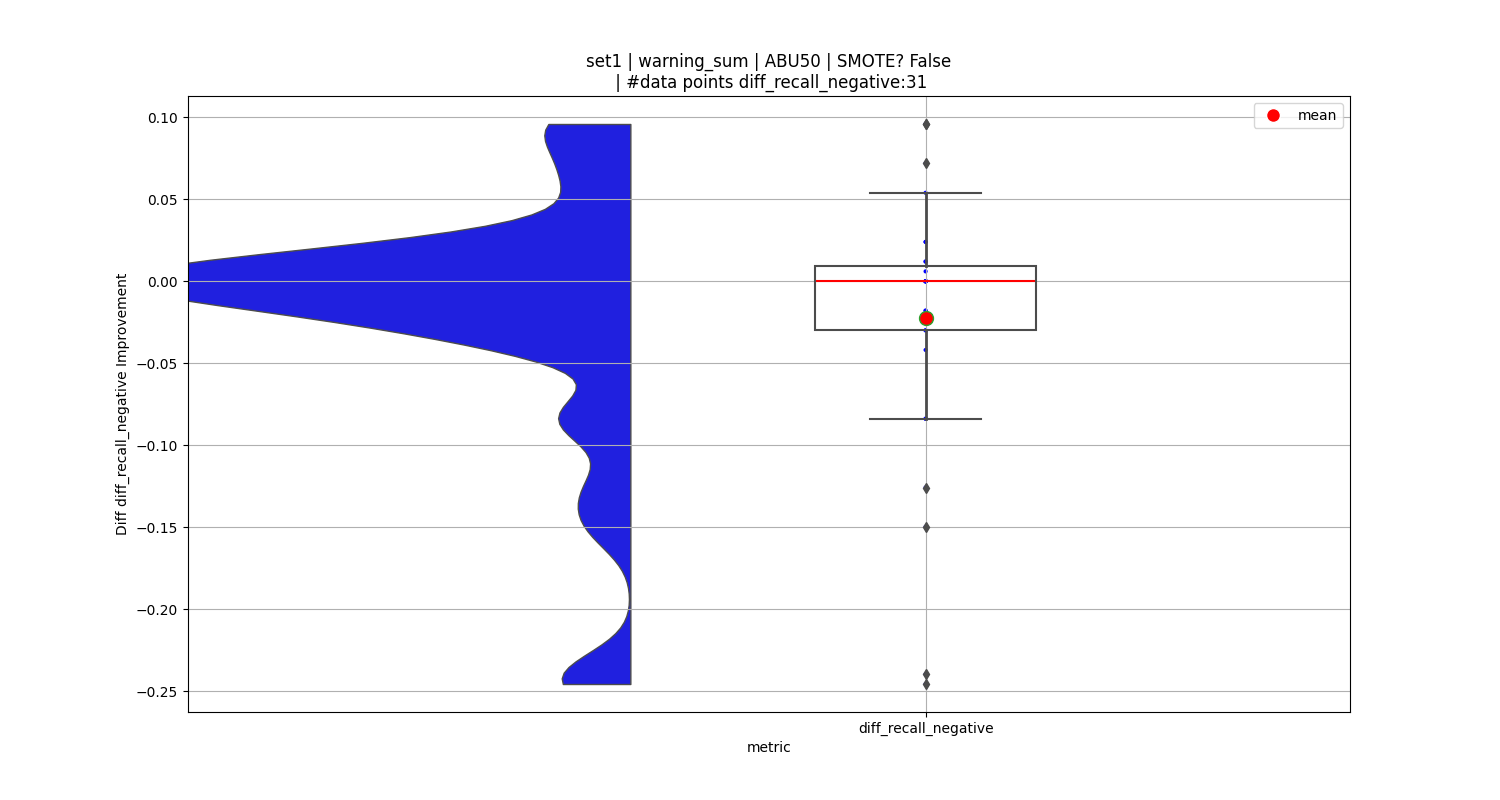 set1 | warning_sum | ABU50 | SMOTE? False
| #data points diff_recall_negative:31
mean
0.10
0.05
0.00
−0.05
−0.10
−0.15
−0.20
−0.25
Diff diff_recall_negative Improvement
diff_recall_negative
metric